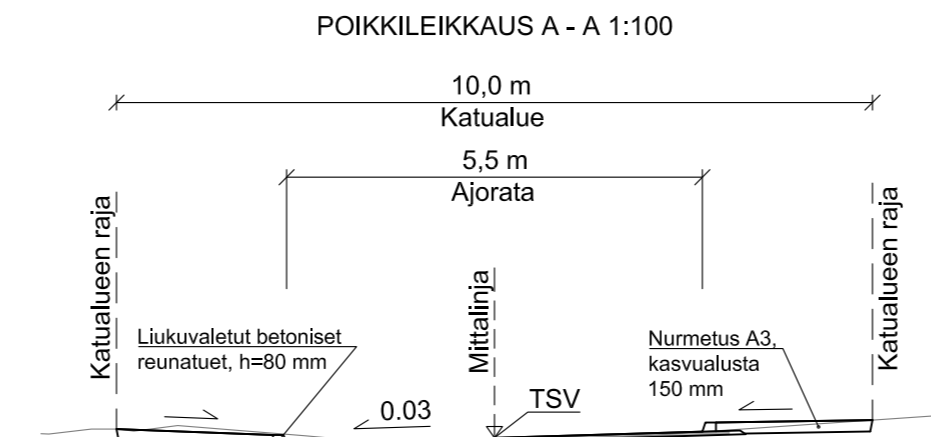 POIKKILEIKKAUS A - A 1:100
10,0 m
Katualue
5,5 m
Ajorata
Katualueen raja
Mittalinja
Katualueen raja
Liukuvaletut betoniset
reunatuet, h=80 mm
Nurmetus A3,
kasvualusta
150 mm
0.03
TSV